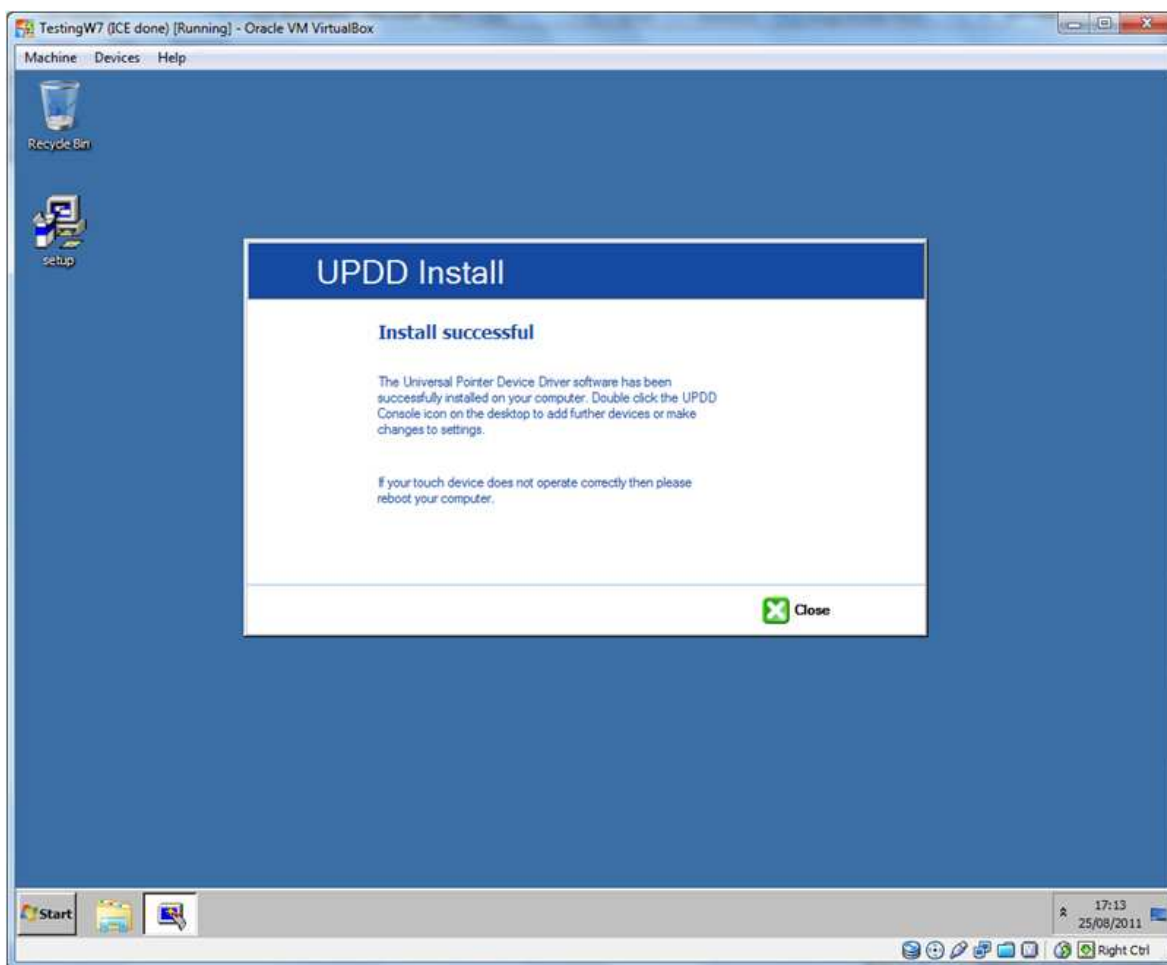 TestingW7 (ICE done) [Running] - Oracle VM VirtualBox
Machine Devices Help
Recycle Bin
setup
UPDD Install
Install successful
The Universal Pointer Device Driver software has been
successfully installed on your computer. Double click the UPDD
Console icon on the desktop to add further devices or make
changes to settings.
If your touch device does not operate correctly then please
reboot your computer.
Close
Start
17:13
25/08/2011
Right Ctrl